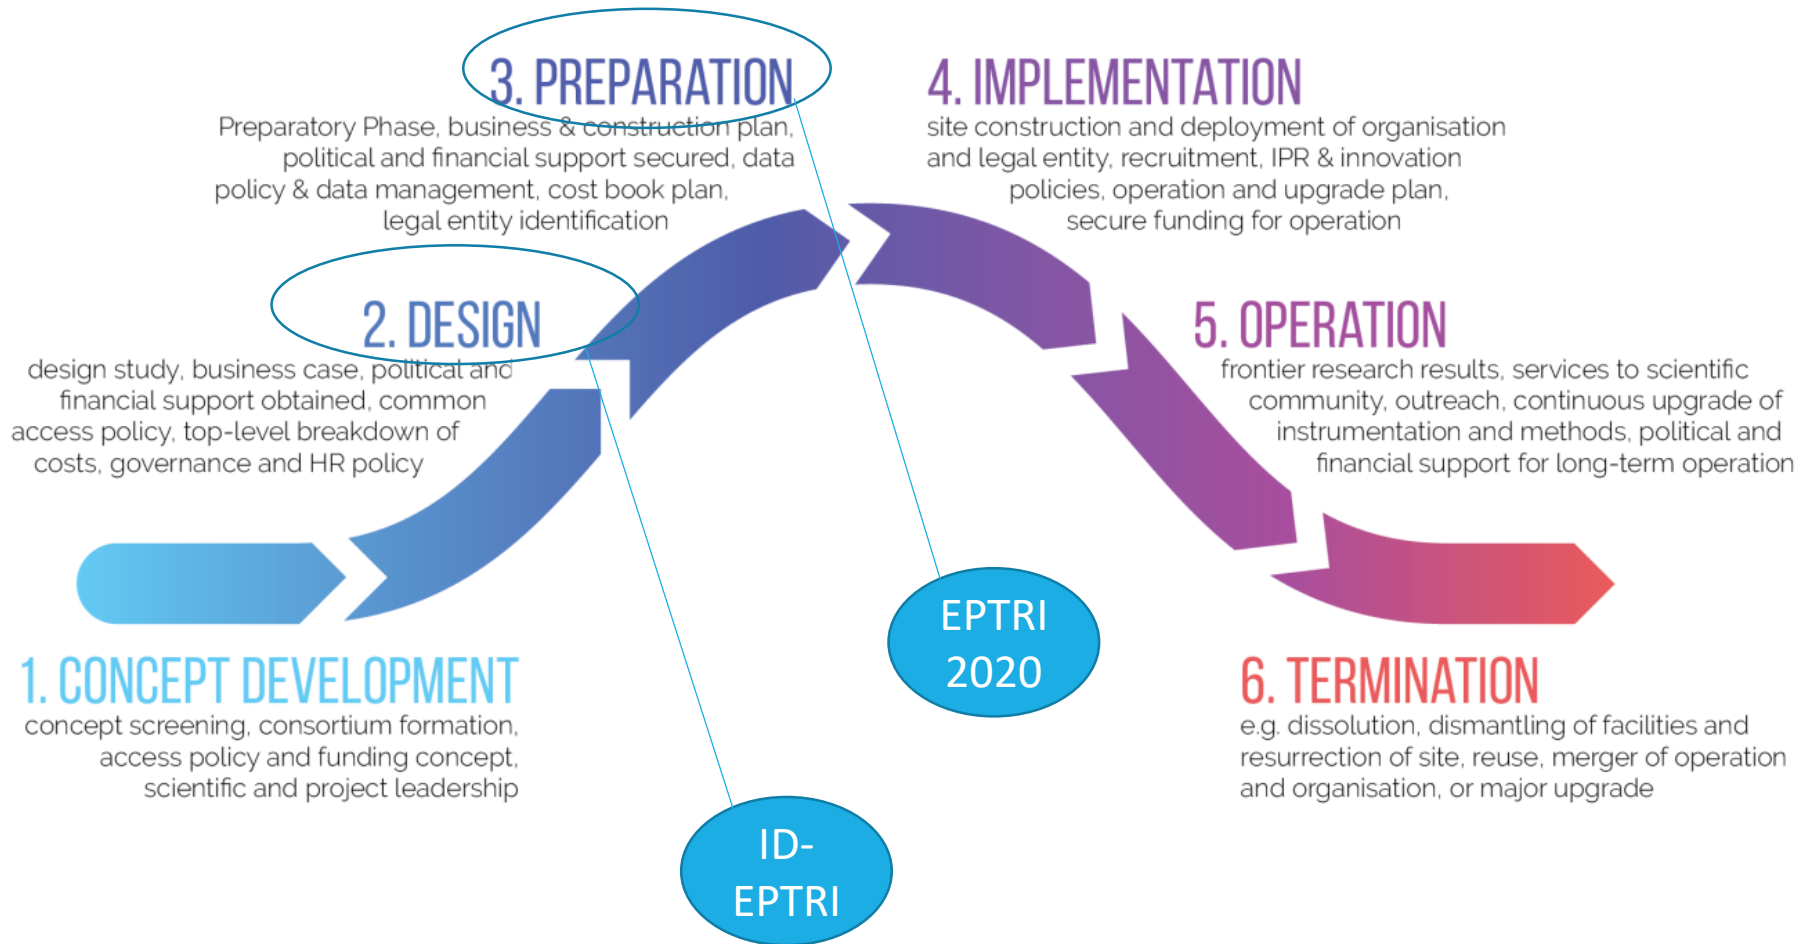 3. PREPARATION
Preparatory Phase, business & construction plan,
political and financial support secured, data
policy & data management, cost book plan,
legal entity identification
4. IMPLEMENTATION
site construction and deployment of organisation
and legal entity, recruitment, IPR & innovation
policies, operation and upgrade plan,
secure funding for operation
2. DESIGN
design study, business case, political and
financial support obtained, common
access policy, top-level breakdown of
costs, governance and HR policy
5. OPERATION
frontier research results, services to scientific
community, outreach, continuous upgrade of
instrumentation and methods, political and
financial support for long-term operation
1. CONCEPT DEVELOPMENT
concept screening, consortium formation,
access policy and funding concept,
scientific and project leadership
EPTRI
2020
6. TERMINATION
e.g. dissolution, dismantling of facilities and
resurrection of site, reuse, merger of operation
and organisation, or major upgrade
ID-
EPTRI